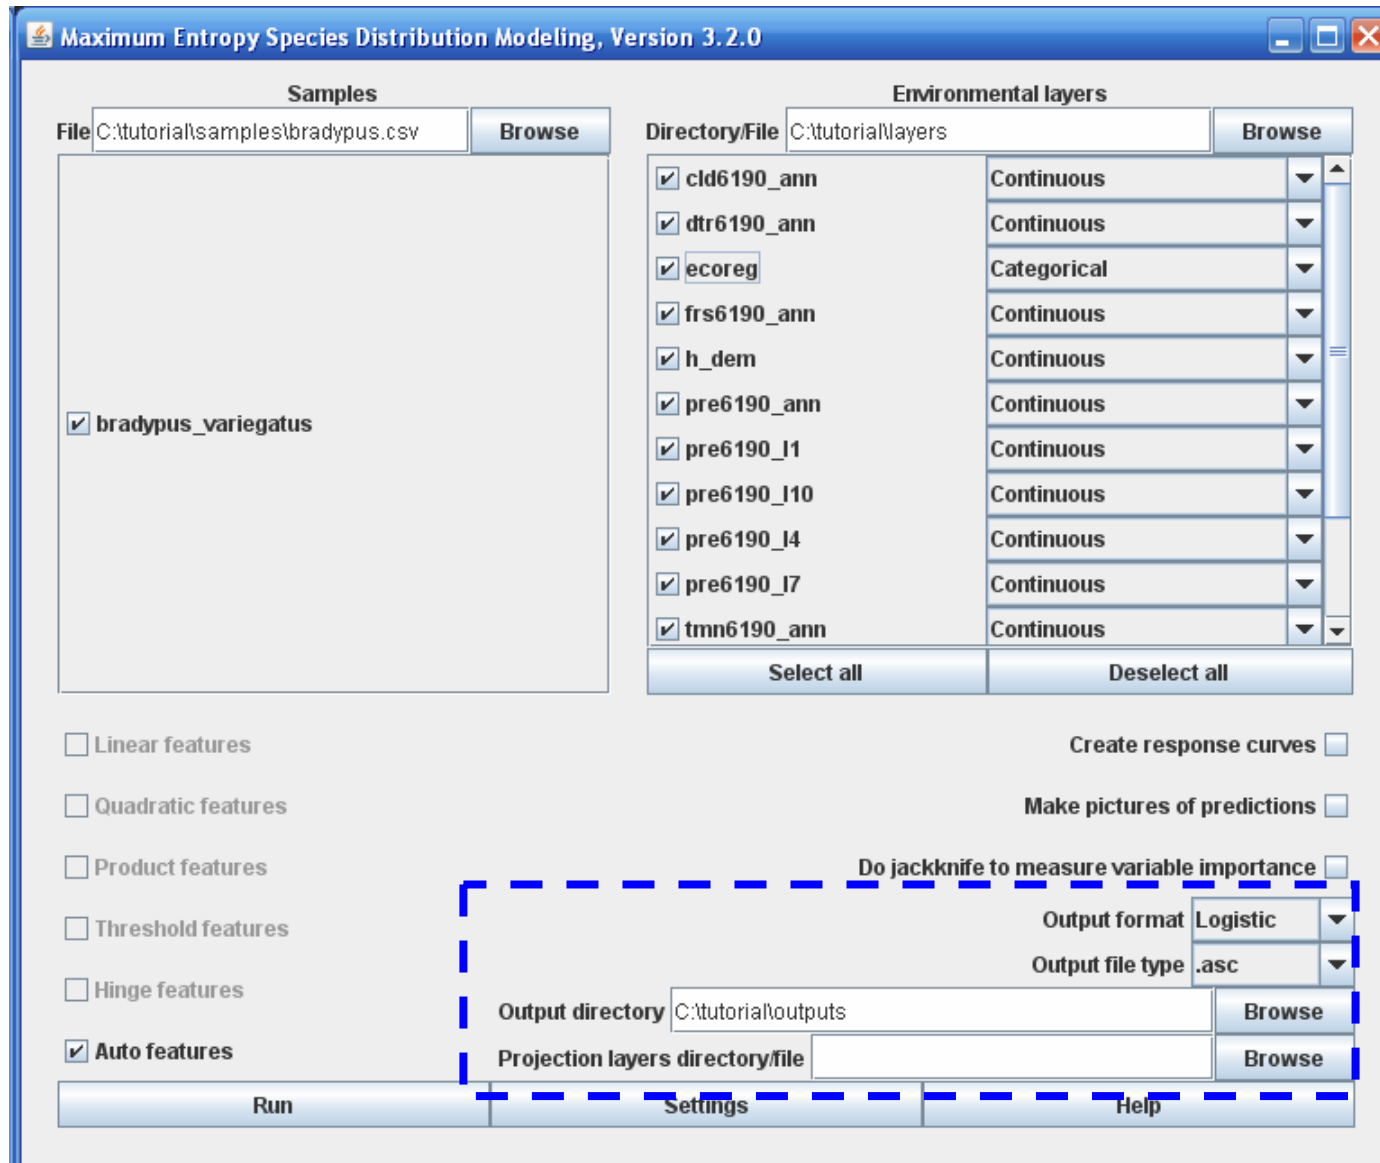 Maximum Entropy Species Distribution Modeling, Version 3.2.0
Samples
File C:\tutorial\samples\bradypus.csv Browse
bradypus_variegatus
Environmental layers
Directory/File C:\tutorial\layers Browse
cld6190_ann Continuous
dtr6190_ann Continuous
ecoreg Categorical
frs6190_ann Continuous
h_dem Continuous
pre6190_ann Continuous
pre6190_l1 Continuous
pre6190_l10 Continuous
pre6190_l4 Continuous
pre6190_l7 Continuous
tmn6190_ann Continuous
Select all Deselect all
Linear features
Quadratic features
Product features
Threshold features
Hinge features
Auto features
Create response curves
Make pictures of predictions
Do jackknife to measure variable importance
Output format Logistic
Output file type .asc
Output directory C:\tutorial\outputs Browse
Projection layers directory/file Browse
Run Settings Help